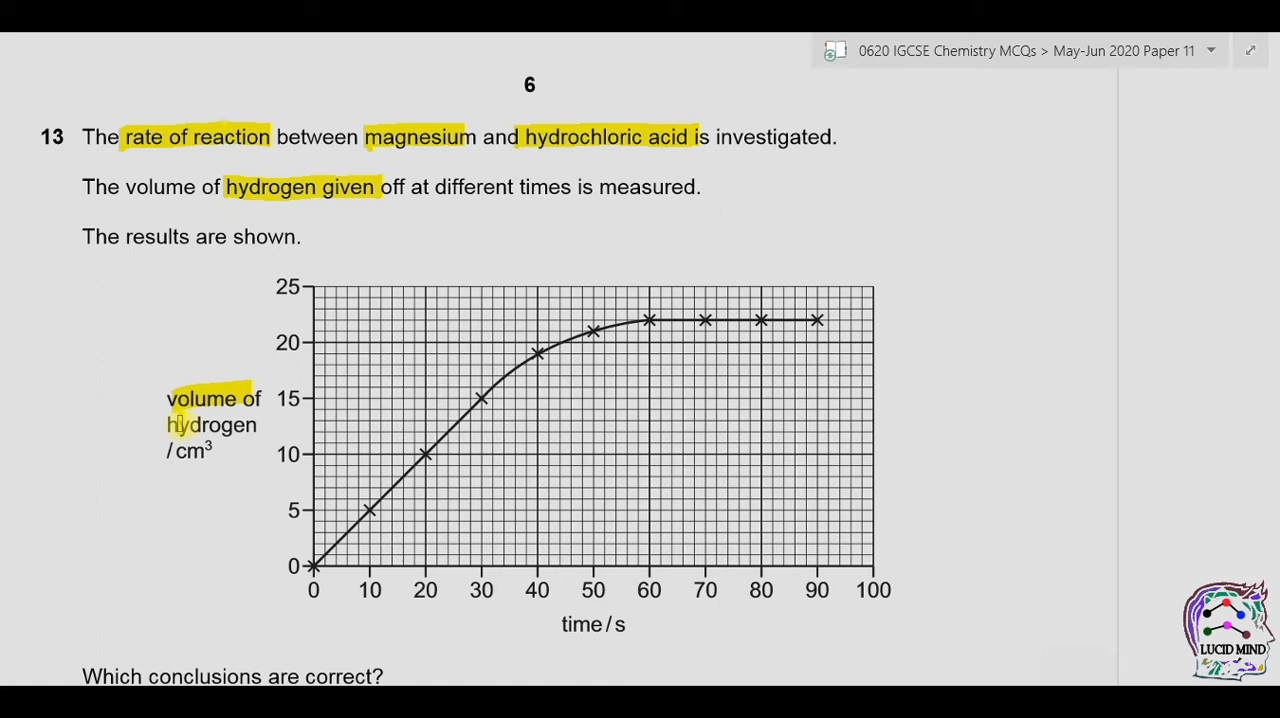 0620 IGCSE Chemistry MCQs > May-Jun 2020 Paper 11
6
13 The rate of reaction between magnesium and hydrochloric acid is investigated.
The volume of hydrogen given off at different times is measured.
The results are shown.
25
20
15
10
5
0
volume of
hydrogen
/ cm³
0 10 20 30 40 50 60 70 80 90 100
time / s
Which conclusions are correct?
LUCID MIND